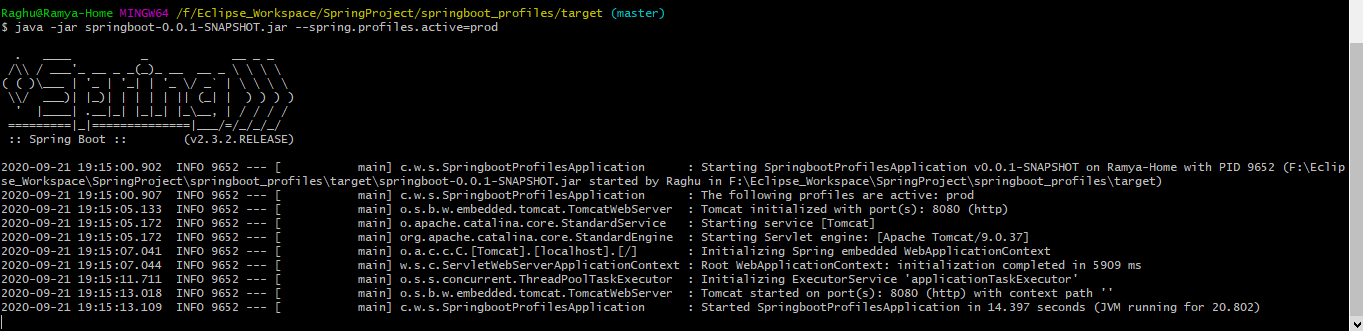 Raghu@Ramya-Home MINGW64 /f/Eclipse_Workspace/SpringProject/springboot_profiles/target (master)
$ java -jar springboot-0.0.1-SNAPSHOT.jar --spring.profiles.active=prod
  .   ____          _            __ _ _
 /\\ / ___'_ __ _ _(_)_ __  __ _ \ \ \ \
( ( )\___ | '_ | '_| | '_ \/ _` | \ \ \ \
 \\/  ___)| |_)| | | | | || (_| |  ) ) ) )
  '  |____| .__|_| |_|_| |_\__, | / / / /
 =========|_|==============|___/=/_/_/_/
 :: Spring Boot ::        (v2.3.2.RELEASE)
2020-09-21 19:15:00.902  INFO 9652 --- [           main] c.w.s.SpringbootProfilesApplication      : Starting SpringbootProfilesApplication v0.0.1-SNAPSHOT on Ramya-Home with PID 9652 (F:\Eclip
se_Workspace\SpringProject\springboot_profiles\target\springboot-0.0.1-SNAPSHOT.jar started by Raghu in F:\Eclipse_Workspace\SpringProject\springboot_profiles\target)
2020-09-21 19:15:00.907  INFO 9652 --- [           main] c.w.s.SpringbootProfilesApplication      : The following profiles are active: prod
2020-09-21 19:15:05.133  INFO 9652 --- [           main] o.s.b.w.embedded.tomcat.TomcatWebServer  : Tomcat initialized with port(s): 8080 (http)
2020-09-21 19:15:05.172  INFO 9652 --- [           main] o.apache.catalina.core.StandardService   : Starting service [Tomcat]
2020-09-21 19:15:05.172  INFO 9652 --- [           main] org.apache.catalina.core.StandardEngine  : Starting Servlet engine: [Apache Tomcat/9.0.37]
2020-09-21 19:15:07.041  INFO 9652 --- [           main] o.a.c.c.C.[Tomcat].[localhost].[/]       : Initializing Spring embedded WebApplicationContext
2020-09-21 19:15:07.044  INFO 9652 --- [           main] w.s.c.ServletWebServerApplicationContext : Root WebApplicationContext: initialization completed in 5909 ms
2020-09-21 19:15:11.711  INFO 9652 --- [           main] o.s.s.concurrent.ThreadPoolTaskExecutor  : Initializing ExecutorService 'applicationTaskExecutor'
2020-09-21 19:15:13.018  INFO 9652 --- [           main] o.s.b.w.embedded.tomcat.TomcatWebServer  : Tomcat started on port(s): 8080 (http) with context path ''
2020-09-21 19:15:13.109  INFO 9652 --- [           main] c.w.s.SpringbootProfilesApplication      : Started SpringbootProfilesApplication in 14.397 seconds (JVM running for 20.802)